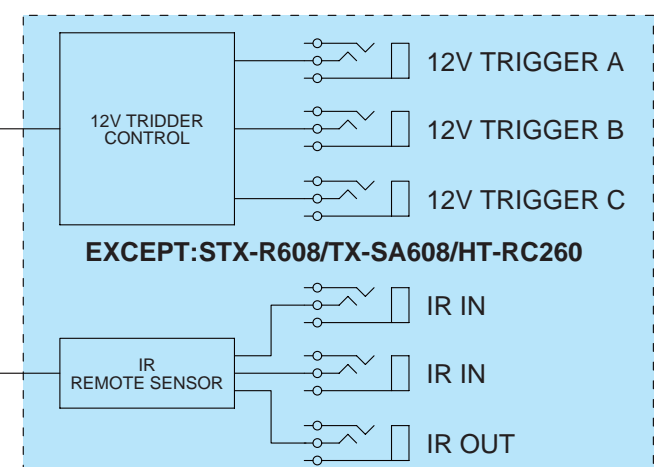 12V TRIDDER
CONTROL
12V TRIGGER A
12V TRIGGER B
12V TRIGGER C
EXCEPT:STX-R608/TX-SA608/HT-RC260
IR
REMOTE SENSOR
IR IN
IR IN
IR OUT